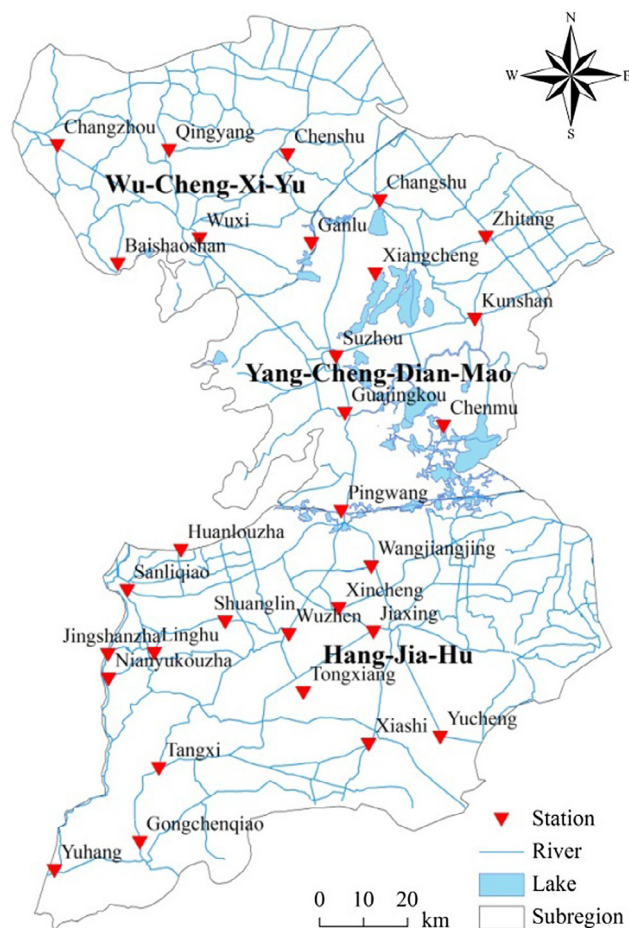 N
W
E
S
Changzhou
Qingyang
Chenshu
Wu-Cheng-Xi-Yu
Changshu
Wuxi
Ganlu
Zhitang
Baishaoshan
Xiangcheng
Kunshan
Suzhou
Yang-Cheng-Dian-Mao
Guajingkou
Chenmu
Pingwang
Huanlouzha
Wangjiangjing
Sanliqiao
Xincheng
Shuanglin
Wuzhen
Jiaxing
Jingshanzha
Linghu
Hang-Jia-Hu
Nianyukouzha
Tongxiang
Xiashi
Yucheng
Tangxi
Gongchenqiao
Yuhang
Station
River
Lake
Subregion
0 10 20
km